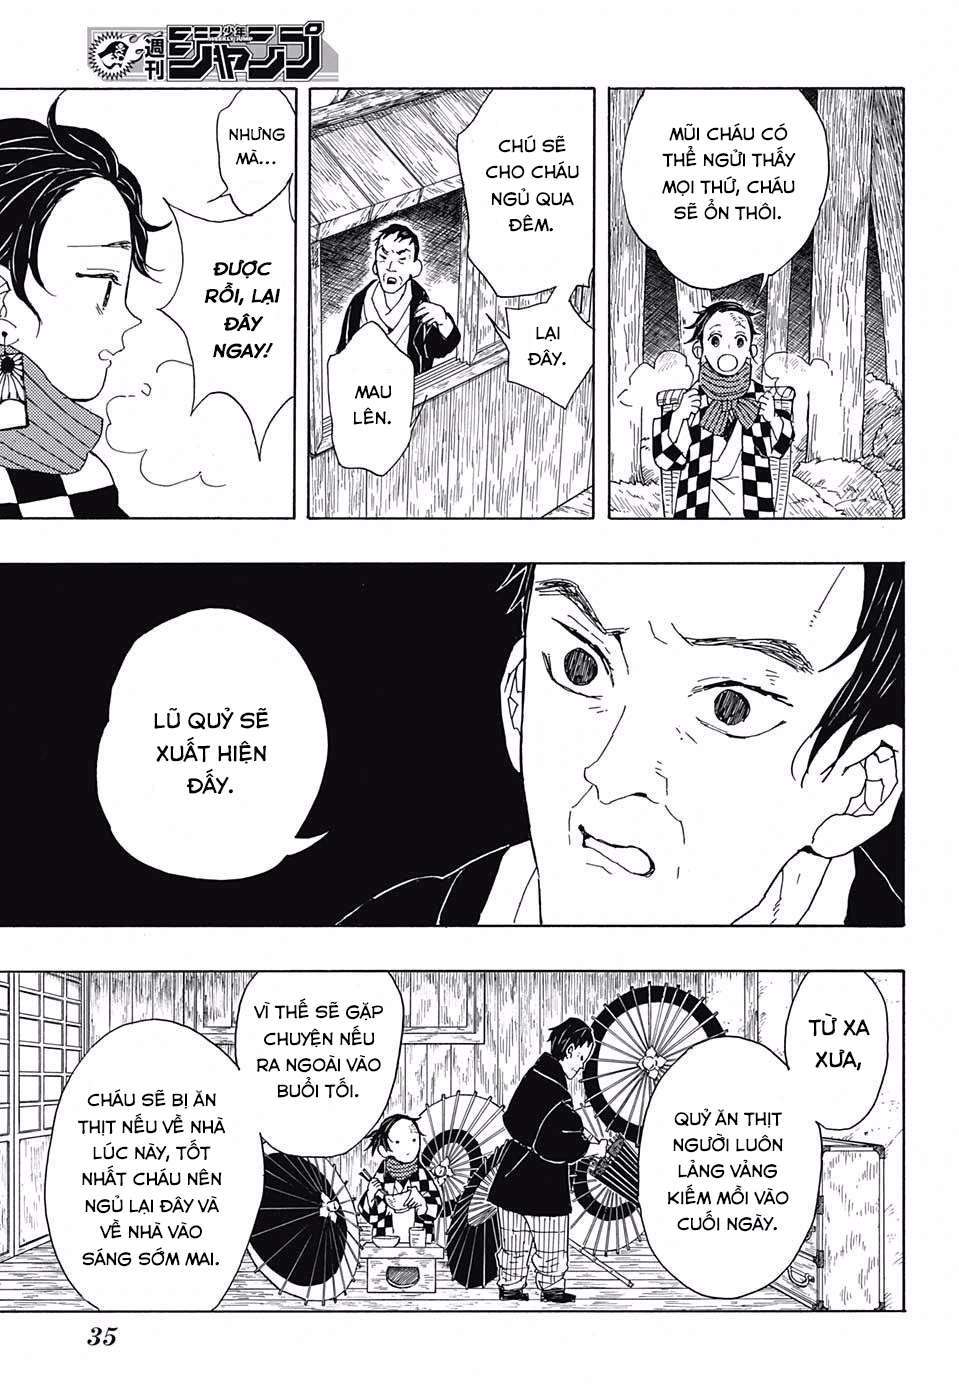 少年
週刊
ジャンプ
WEEKLY JUMP
MŨI CHÁU CÓ
THỂ NGỬI THẤY
MỌI THỨ, CHÁU
SẼ ỔN THÔI.
CHÚ SẼ
CHO CHÁU
NGỦ QUA
ĐÊM.
LẠI
ĐÂY.
MAU
LÊN.
NHƯNG
MÀ...
ĐƯỢC
RỒI, LẠI
ĐÂY
NGAY!
LŨ QUỶ SẼ
XUẤT HIỆN
ĐẤY.
TỪ XA
XƯA,
QUỶ ĂN THỊT
NGƯỜI LUÔN
LẢNG VẢNG
KIẾM MỒI VÀO
CUỐI NGÀY.
VÌ THẾ SẼ GẶP
CHUYỆN NẾU
RA NGOÀI VÀO
BUỔI TỐI.
CHÁU SẼ BỊ ĂN
THỊT NẾU VỀ NHÀ
LÚC NÀY, TỐT
NHẤT CHÁU NÊN
NGỦ LẠI ĐÂY VÀ
VỀ NHÀ VÀO
SÁNG SỚM MAI.
35